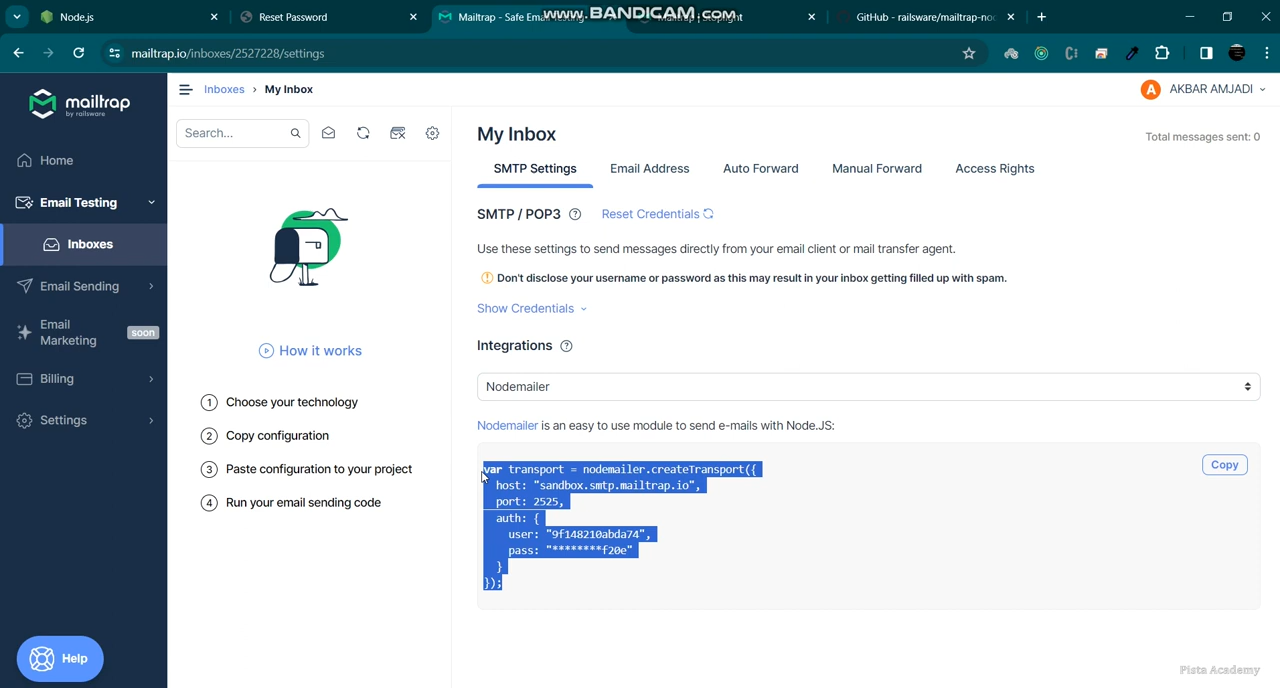 Node.js
Reset Password
Mailtrap - Safe Email Testing
www.BANDICAM.com
Mailtrap | Stoplight
GitHub - railsware/mailtrap-noc
mailtrap.io/inboxes/2527228/settings
mailtrap
by railsware
Inboxes > My Inbox
A AKBAR AMJADI
Search...
My Inbox
Total messages sent: 0
Home
SMTP Settings
Email Address
Auto Forward
Manual Forward
Access Rights
Email Testing
SMTP / POP3
Reset Credentials
Inboxes
Use these settings to send messages directly from your email client or mail transfer agent.
Don't disclose your username or password as this may result in your inbox getting filled up with spam.
Email Sending
Show Credentials
Email
Marketing
soon
Integrations
How it works
Billing
Nodemailer
1 Choose your technology
Settings
Nodemailer is an easy to use module to send e-mails with Node.JS:
2 Copy configuration
3 Paste configuration to your project
4 Run your email sending code
Copy
var transport = nodemailer.createTransport({
host: "sandbox.smtp.mailtrap.io",
port: 2525,
auth: {
user: "9f148210abda74",
pass: "********f20e"
}
});
Help
Pista Academy